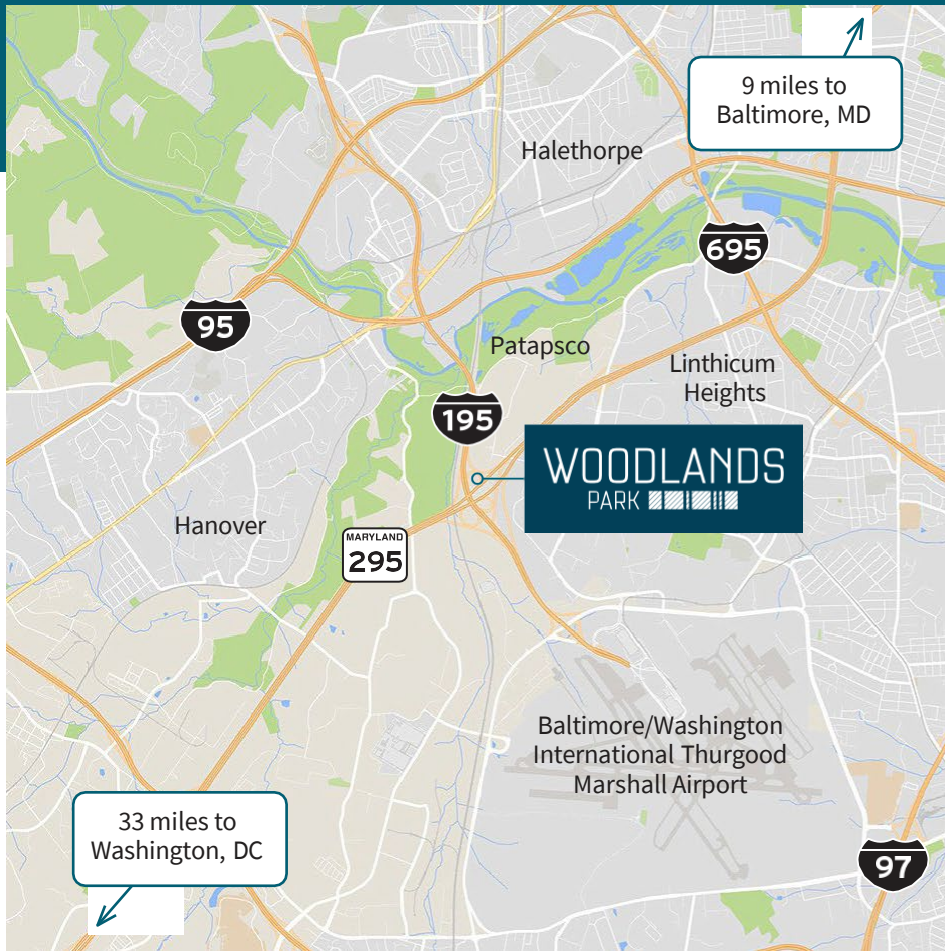 9 miles to
Baltimore, MD
Halethorpe
695
95
Patapsco
Linthicum
Heights
195
WOODLANDS
PARK
Hanover
MARYLAND
295
Baltimore/Washington
International Thurgood
Marshall Airport
33 miles to
Washington, DC
97